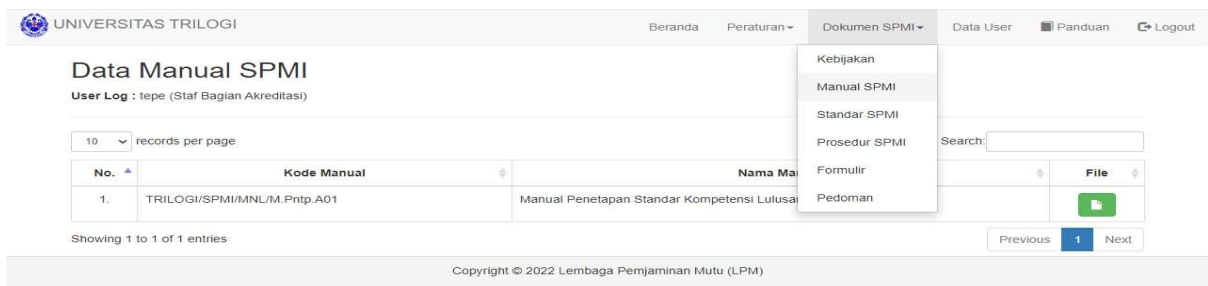 UNIVERSITAS TRILOGI Beranda Peraturan Dokumen SPMI Data User Panduan Logout
Kebijakan
Manual SPMI
Standar SPMI
Prosedur SPMI
Formulir
Pedoman
Data Manual SPMI
User Log : tepe (Staf Bagian Akreditasi)
10 records per page Search:
No. Kode Manual Nama File
1. TRILOGI/SPMI/MNL/M.Pntp.A01 Manual Penetapan Standar Kompetensi
Showing 1 to 1 of 1 entries Previous 1 Next
Copyright © 2022 Lembaga Pemjaminan Mutu (LPM)